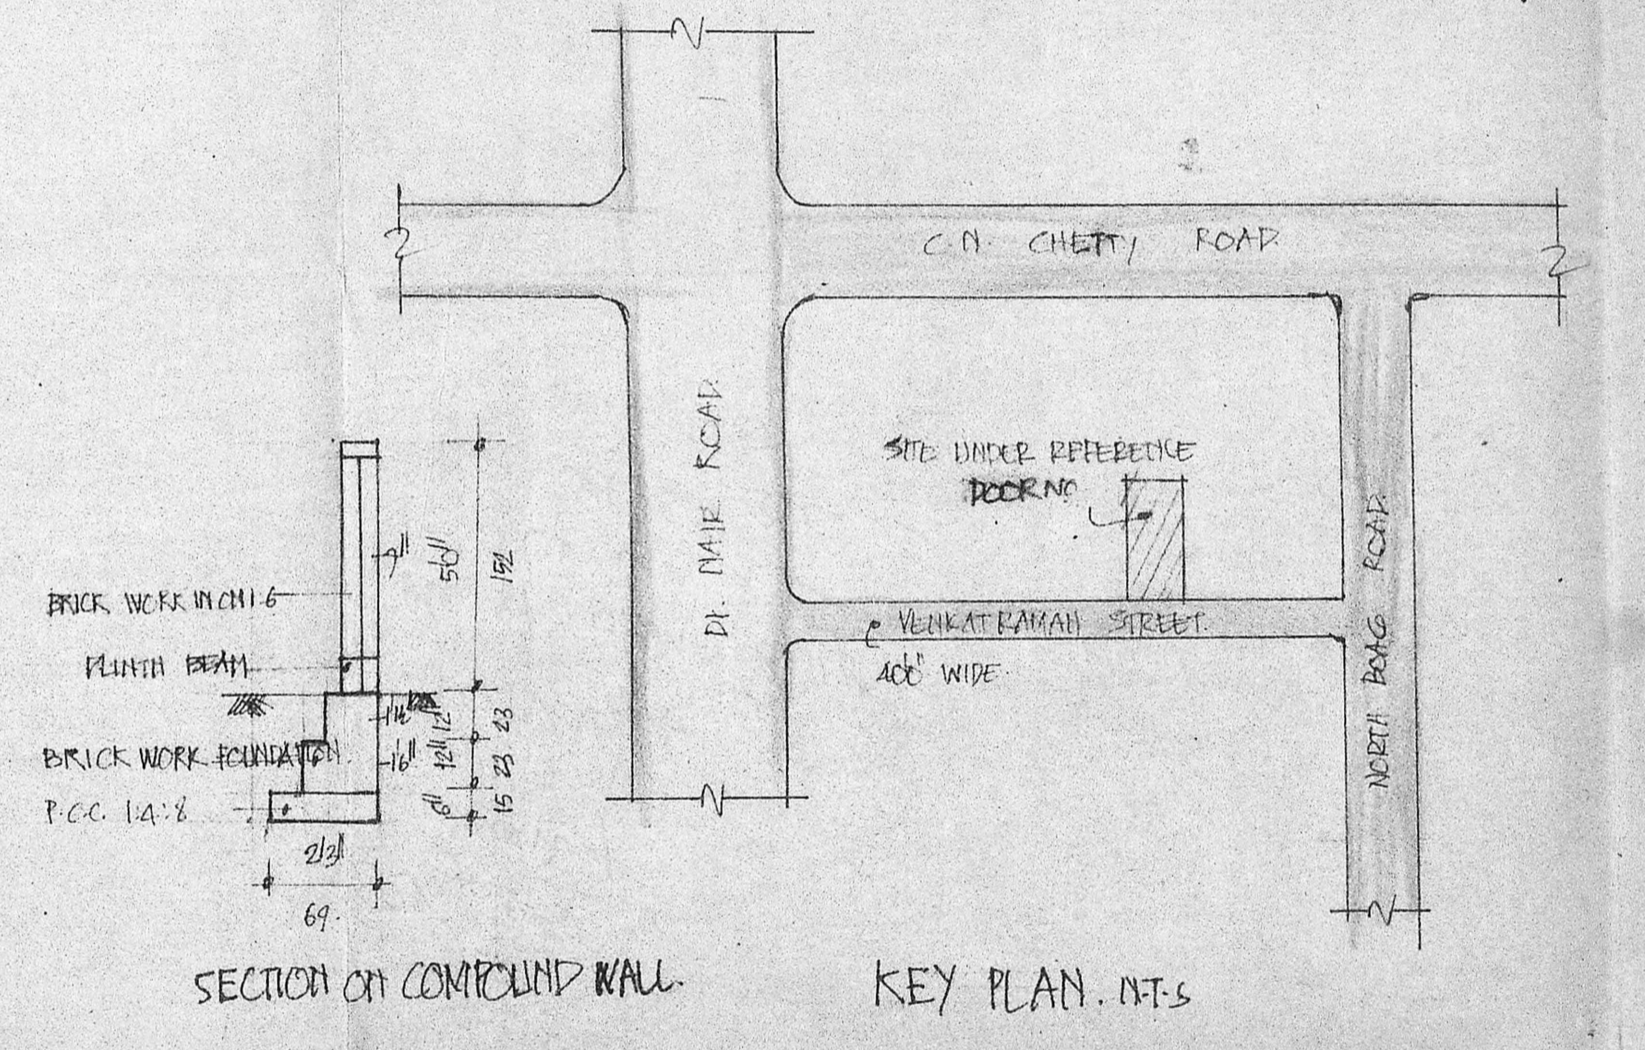 C.N. CHETTY ROAD.
Dr. NAIR ROAD.
SITE UNDER REFERENCE
DOOR NO
VENKATRAMAN STREET.
40'0" WIDE.
NORTH BOAG ROAD.
9"
5'0"
152
BRICK WORK IN CM 1:6
PLINTH BEAM
12"
23
BRICK WORK FOUNDATION.
1'6"
12"
23
P.C.C. 1:4:8
6"
15
2'3"
69.
SECTION ON COMPOUND WALL.
KEY PLAN. N.T.S